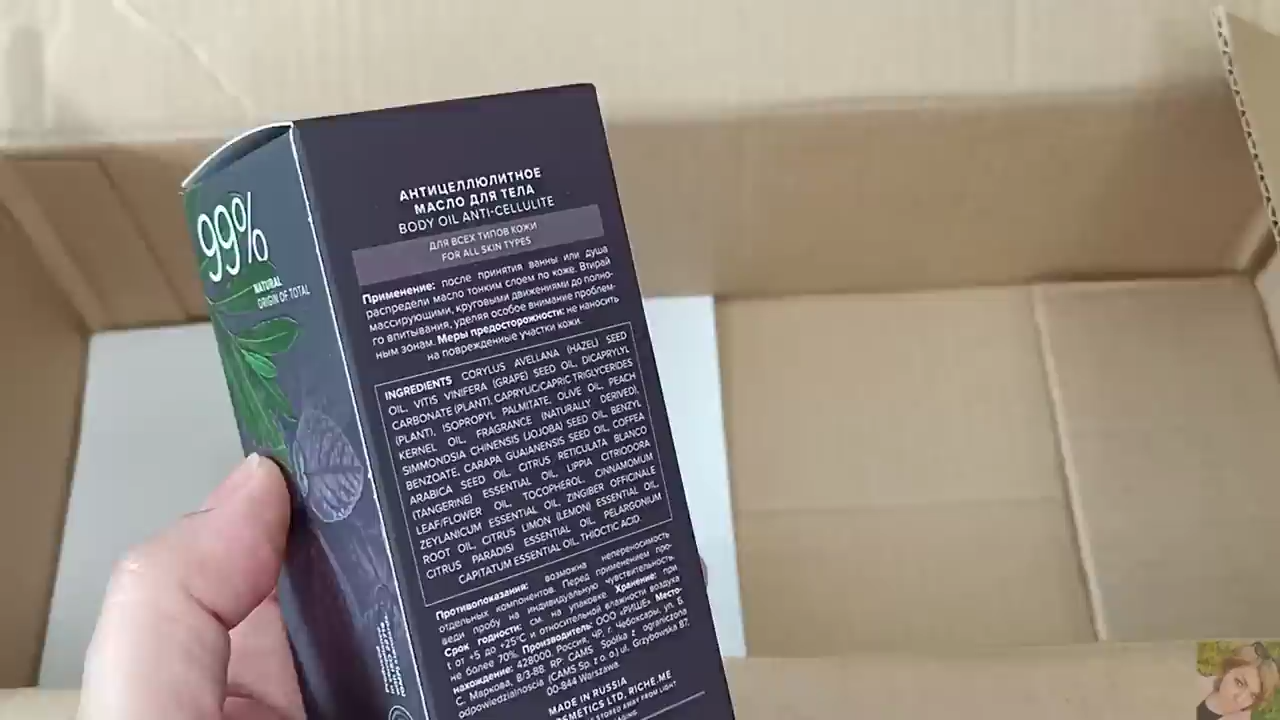 99%
NATURAL
ORIGIN OF TOTAL
АНТИЦЕЛЛЮЛИТНОЕ
МАСЛО ДЛЯ ТЕЛА
BODY OIL ANTI-CELLULITE
ДЛЯ ВСЕХ ТИПОВ КОЖИ
FOR ALL SKIN TYPES
Применение: после принятия ванны или душа
распредели масло тонким слоем по коже. Втирай
массирующими, круговыми движениями до полно-
го впитывания, уделяя особое внимание проблем-
ным зонам. Меры предосторожности: не наносить
на поврежденные участки кожи.
INGREDIENTS CORYLUS AVELLANA (HAZEL) SEED
OIL, VITIS VINIFERA (GRAPE) SEED OIL, DICAPRYLYL
CARBONATE (PLANT), CAPRYLIC/CAPRIC TRIGLYCERIDES
(PLANT), ISOPROPYL PALMITATE, OLIVE OIL, PEACH
KERNEL OIL, FRAGRANCE (NATURALLY DERIVED),
SIMMONDSIA CHINENSIS (JOJOBA) SEED OIL, BENZYL
BENZOATE, CARAPA GUAIANENSIS SEED OIL, COFFEA
ARABICA SEED OIL, CITRUS RETICULATA BLANCO
(TANGERINE) ESSENTIAL OIL, LIPPIA CITRIODORA
LEAF/FLOWER OIL, TOCOPHEROL, CINNAMOMUM
ZEYLANICUM ESSENTIAL OIL, ZINGIBER OFFICINALE
ROOT OIL, CITRUS LIMON (LEMON) ESSENTIAL OIL,
CITRUS PARADISI ESSENTIAL OIL, PELARGONIUM
CAPITATUM ESSENTIAL OIL, THIOCTIC ACID.
Противопоказания: возможна непереносимость
отдельных компонентов. Перед применением про-
веди пробу на индивидуальную чувствительность.
Срок годности: см. на упаковке. Хранение: при
t от +5 до +25°C и относительной влажности воздуха
не более 70%. Производитель: ООО «РИШЕ». Место-
нахождение: 428000, Россия, ЧР, г. Чебоксары, ул. Б.
С. Маркова, 8/3-88. RP: CAMS Spółka z ograniczona
odpowiedzialnoscia (CAMS Sp. z o. o.) ul. Grzybowska 87,
00-844 Warszawa.
MADE IN RUSSIA
COSMETICS LTD, RICHE.ME
STORED AWAY FROM LIGHT